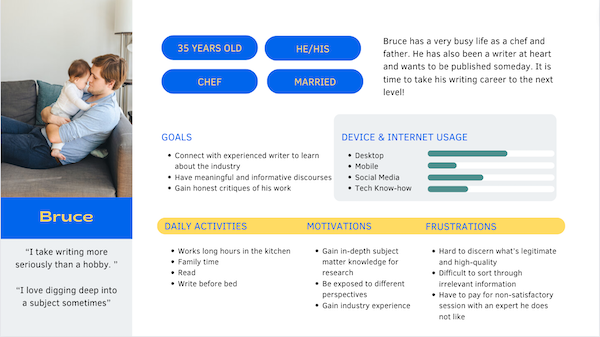 35 YEARS OLD
HE/HIS
CHEF
MARRIED
Bruce has a very busy life as a chef and
father. He has also been a writer at heart
and wants to be published someday. It is
time to take his writing career to the next
level!
GOALS
• Connect with experienced writer to learn
about the industry
• Have meaningful and informative discourses
• Gain honest critiques of his work
DEVICE & INTERNET USAGE
• Desktop
• Mobile
• Social Media
• Tech Know-how
Bruce
“I take writing more
seriously than a hobby. ”
“I love digging deep into
a subject sometimes”
DAILY ACTIVITIES
• Works long hours in the kitchen
• Family time
• Read
• Write before bed
MOTIVATIONS
• Gain in-depth subject
matter knowledge for
research
• Be exposed to different
perspectives
• Gain industry experience
FRUSTRATIONS
• Hard to discern what's legitimate
and high-quality
• Difficult to sort through
irrelevant information
• Have to pay for non-satisfactory
session with an expert he does
not like